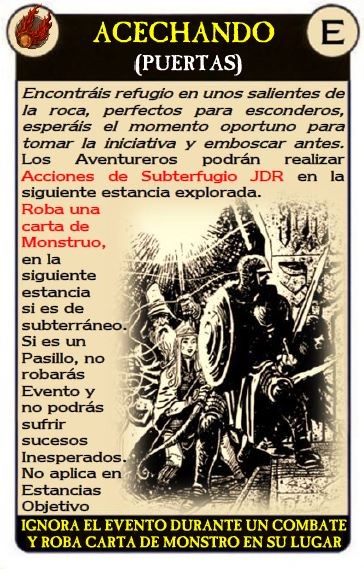 ACECHANDO
E
(PUERTAS)
Encontráis refugio en unos salientes de
la roca, perfectos para esconderos,
esperáis el momento oportuno para
tomar la iniciativa y emboscar antes.
Los Aventureros podrán realizar
Acciones de Subterfugio JDR en la
siguiente estancia explorada.
Roba una
carta de
Monstruo,
en la
siguiente
estancia
si es de
subterráneo.
Si es un
Pasillo, no
robarás
Evento y
no podrás
sufrir
sucesos
Inesperados.
No aplica en
Estancias
Objetivo
IGNORA EL EVENTO DURANTE UN COMBATE
Y ROBA CARTA DE MONSTRO EN SU LUGAR